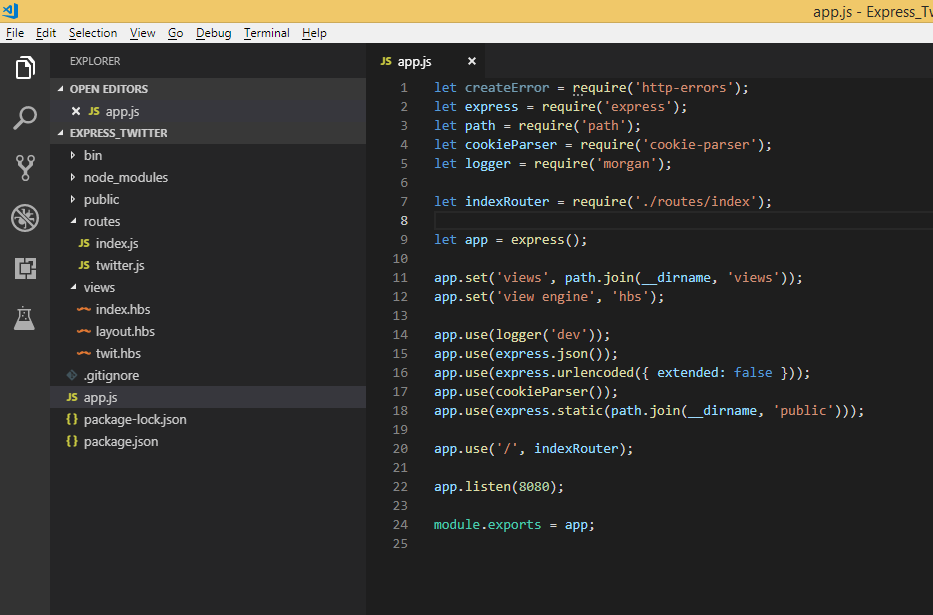 app.js - Express_Tw
File Edit Selection View Go Debug Terminal Help
EXPLORER
OPEN EDITORS
JS app.js
EXPRESS_TWITTER
bin
node_modules
public
routes
JS index.js
JS twitter.js
views
index.hbs
layout.hbs
twit.hbs
.gitignore
JS app.js
{} package-lock.json
{} package.json
JS app.js
1 let createError = require('http-errors');
2 let express = require('express');
3 let path = require('path');
4 let cookieParser = require('cookie-parser');
5 let logger = require('morgan');
6
7 let indexRouter = require('./routes/index');
8
9 let app = express();
10
11 app.set('views', path.join(__dirname, 'views'));
12 app.set('view engine', 'hbs');
13
14 app.use(logger('dev'));
15 app.use(express.json());
16 app.use(express.urlencoded({ extended: false }));
17 app.use(cookieParser());
18 app.use(express.static(path.join(__dirname, 'public')));
19
20 app.use('/', indexRouter);
21
22 app.listen(8080);
23
24 module.exports = app;
25